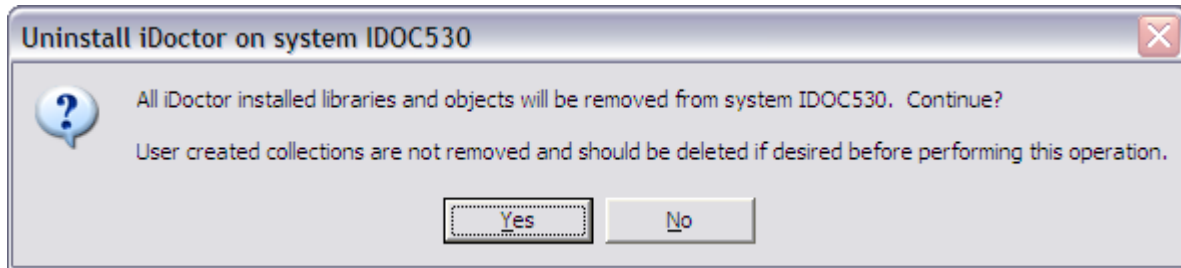 Uninstall iDoctor on system IDOC530
All iDoctor installed libraries and objects will be removed from system IDOC530.  Continue?
User created collections are not removed and should be deleted if desired before performing this operation.
Yes No